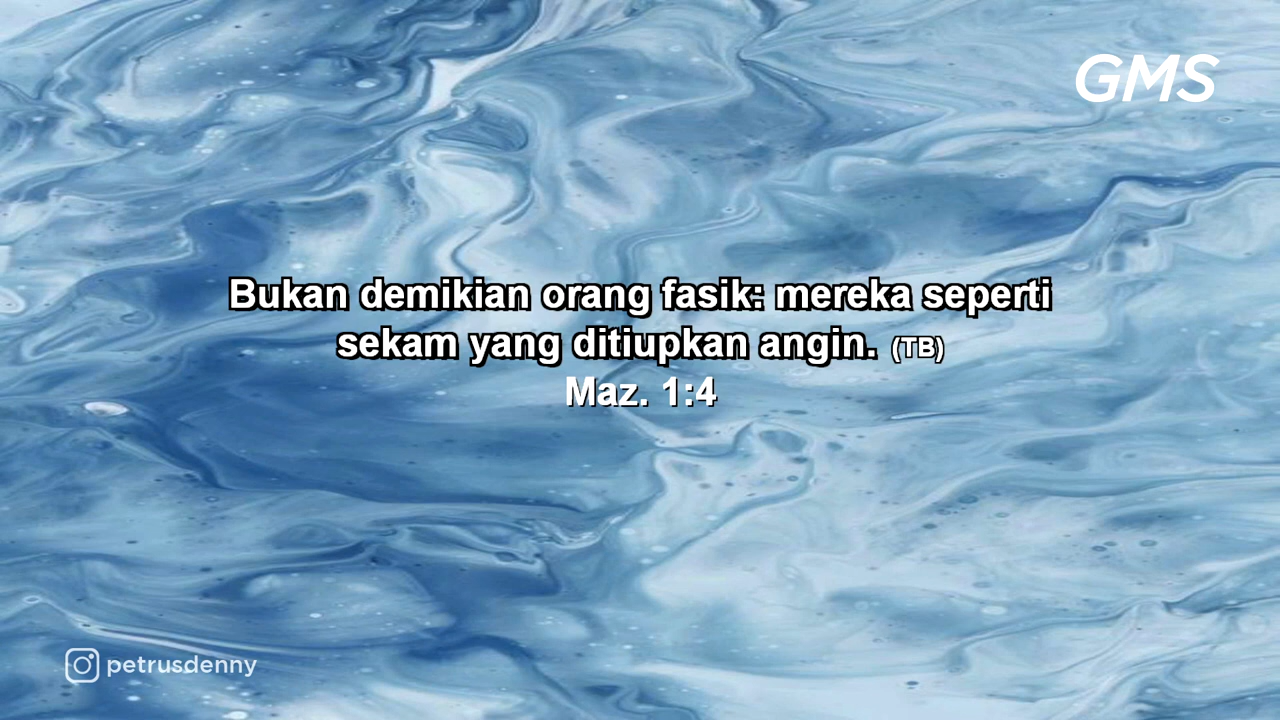 GMS
Bukan demikian orang fasik: mereka seperti
sekam yang ditiupkan angin. (TB)
Maz. 1:4
petrusdenny